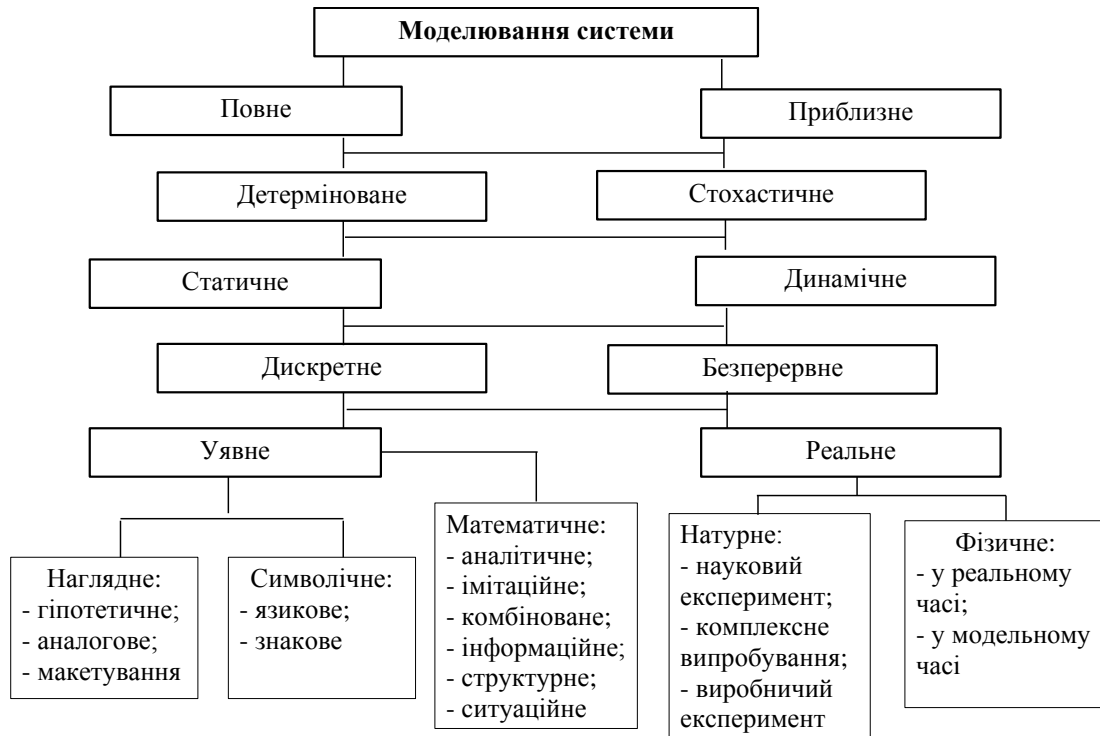 Моделювання системи
Повне
Приблизне
Детерміноване
Стохастичне
Статичне
Динамічне
Дискретне
Безперервне
Уявне
Реальне
Наглядне:
- гіпотетичне;
- аналогове;
- макетування
Символічне:
- язикове;
- знакове
Математичне:
- аналітичне;
- імітаційне;
- комбіноване;
- інформаційне;
- структурне;
- ситуаційне
Натурне:
- науковий
експеримент;
- комплексне
випробування;
- виробничий
експеримент
Фізичне:
- у реальному
часі;
- у модельному
часі